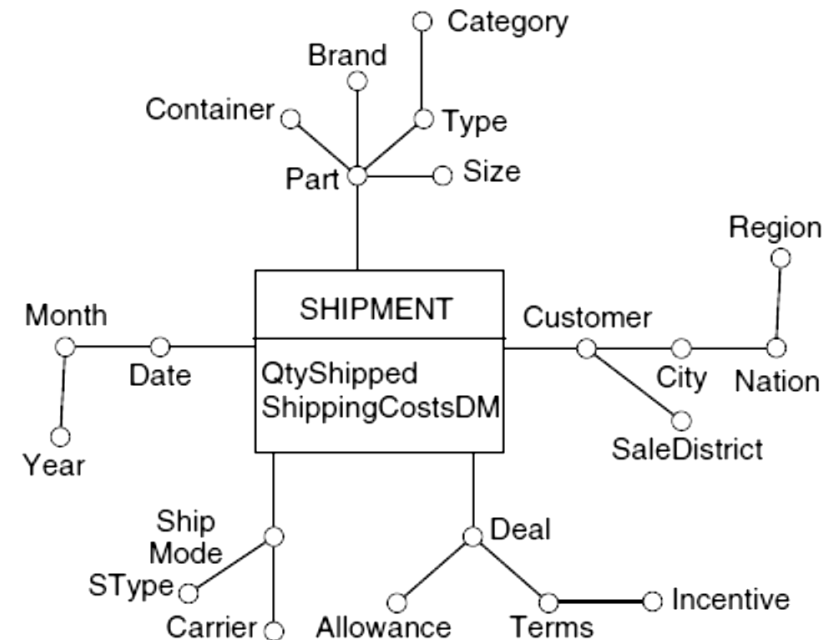 Category
Brand
Container
Type
Part
Size
Region
SHIPMENT
Month
Customer
Date
QtyShipped
City
Nation
ShippingCostsDM
SaleDistrict
Year
Ship
Mode
Deal
SType
Incentive
Carrier
Allowance
Terms